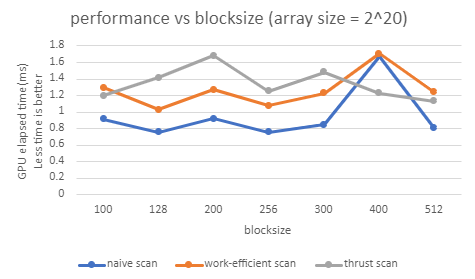 performance vs blocksize (array size = 2^20)
GPU elapsed time(ms)
Less time is better
1.8
1.6
1.4
1.2
1
0.8
0.6
0.4
0.2
0
100 128 200 256 300 400 512
blocksize
naive scan work-efficient scan thrust scan